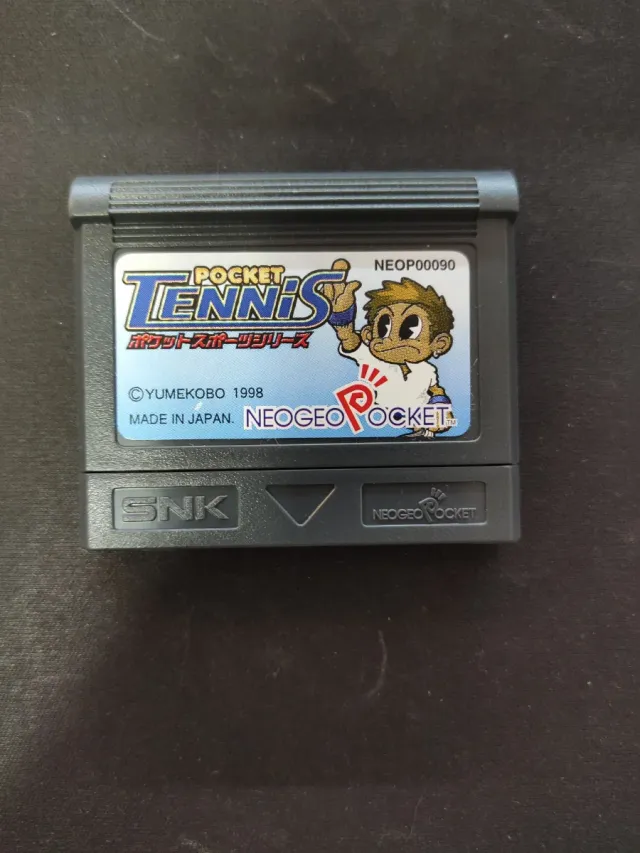 NEOP00090
POCKET
TENNiS
ポケットスポーツシリーズ
©YUMEKOBO 1998
MADE IN JAPAN.
NEOGEO POCKET™
SNK
NEOGEO POCKET